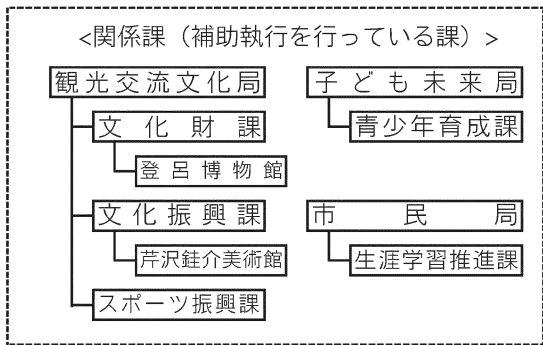 <関係課（補助執行を行っている課）>
観光交流文化局
文化財課
登呂博物館
文化振興課
芹沢銈介美術館
スポーツ振興課
子ども未来局
青少年育成課
市民局
生涯学習推進課